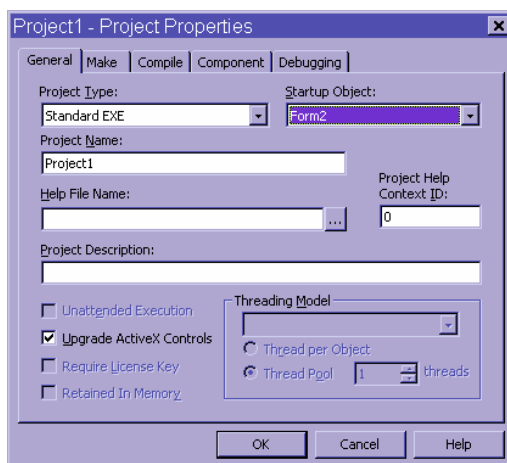 Project1 - Project Properties
General Make Compile Component Debugging
Project Type: Startup Object:
Standard EXE Form2
Project Name:
Project1
Project Help
Context ID:
Help File Name:
... 0
Project Description:
Unattended Execution Threading Model
Upgrade ActiveX Controls
Thread per Object
Require License Key
Thread Pool 1 threads
Retained In Memory
OK Cancel Help